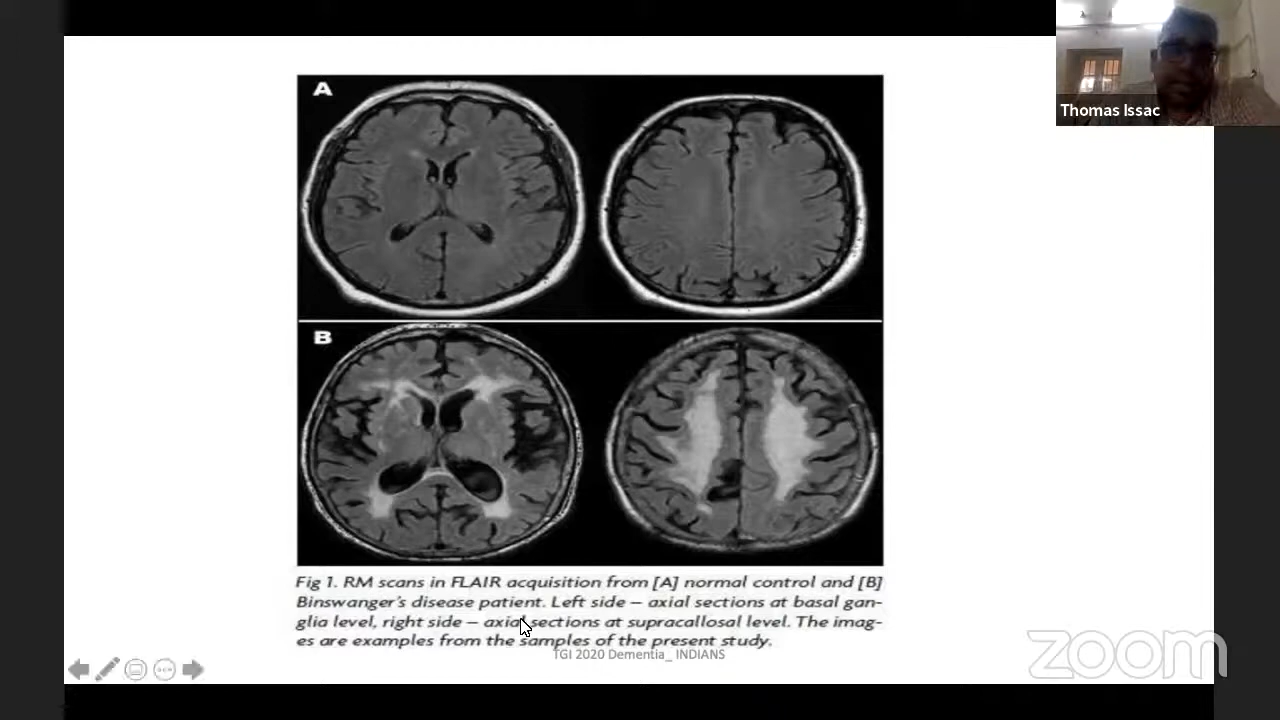 A
Thomas Issac
B
Fig 1. RM scans in FLAIR acquisition from [A] normal control and [B]
Binswanger's disease patient. Left side – axial sections at basal gan-
glia level, right side – axial sections at supracallosal level. The imag-
es are examples from the samples of the present study.
TGI 2020 Dementia_ INDIANS
zoom